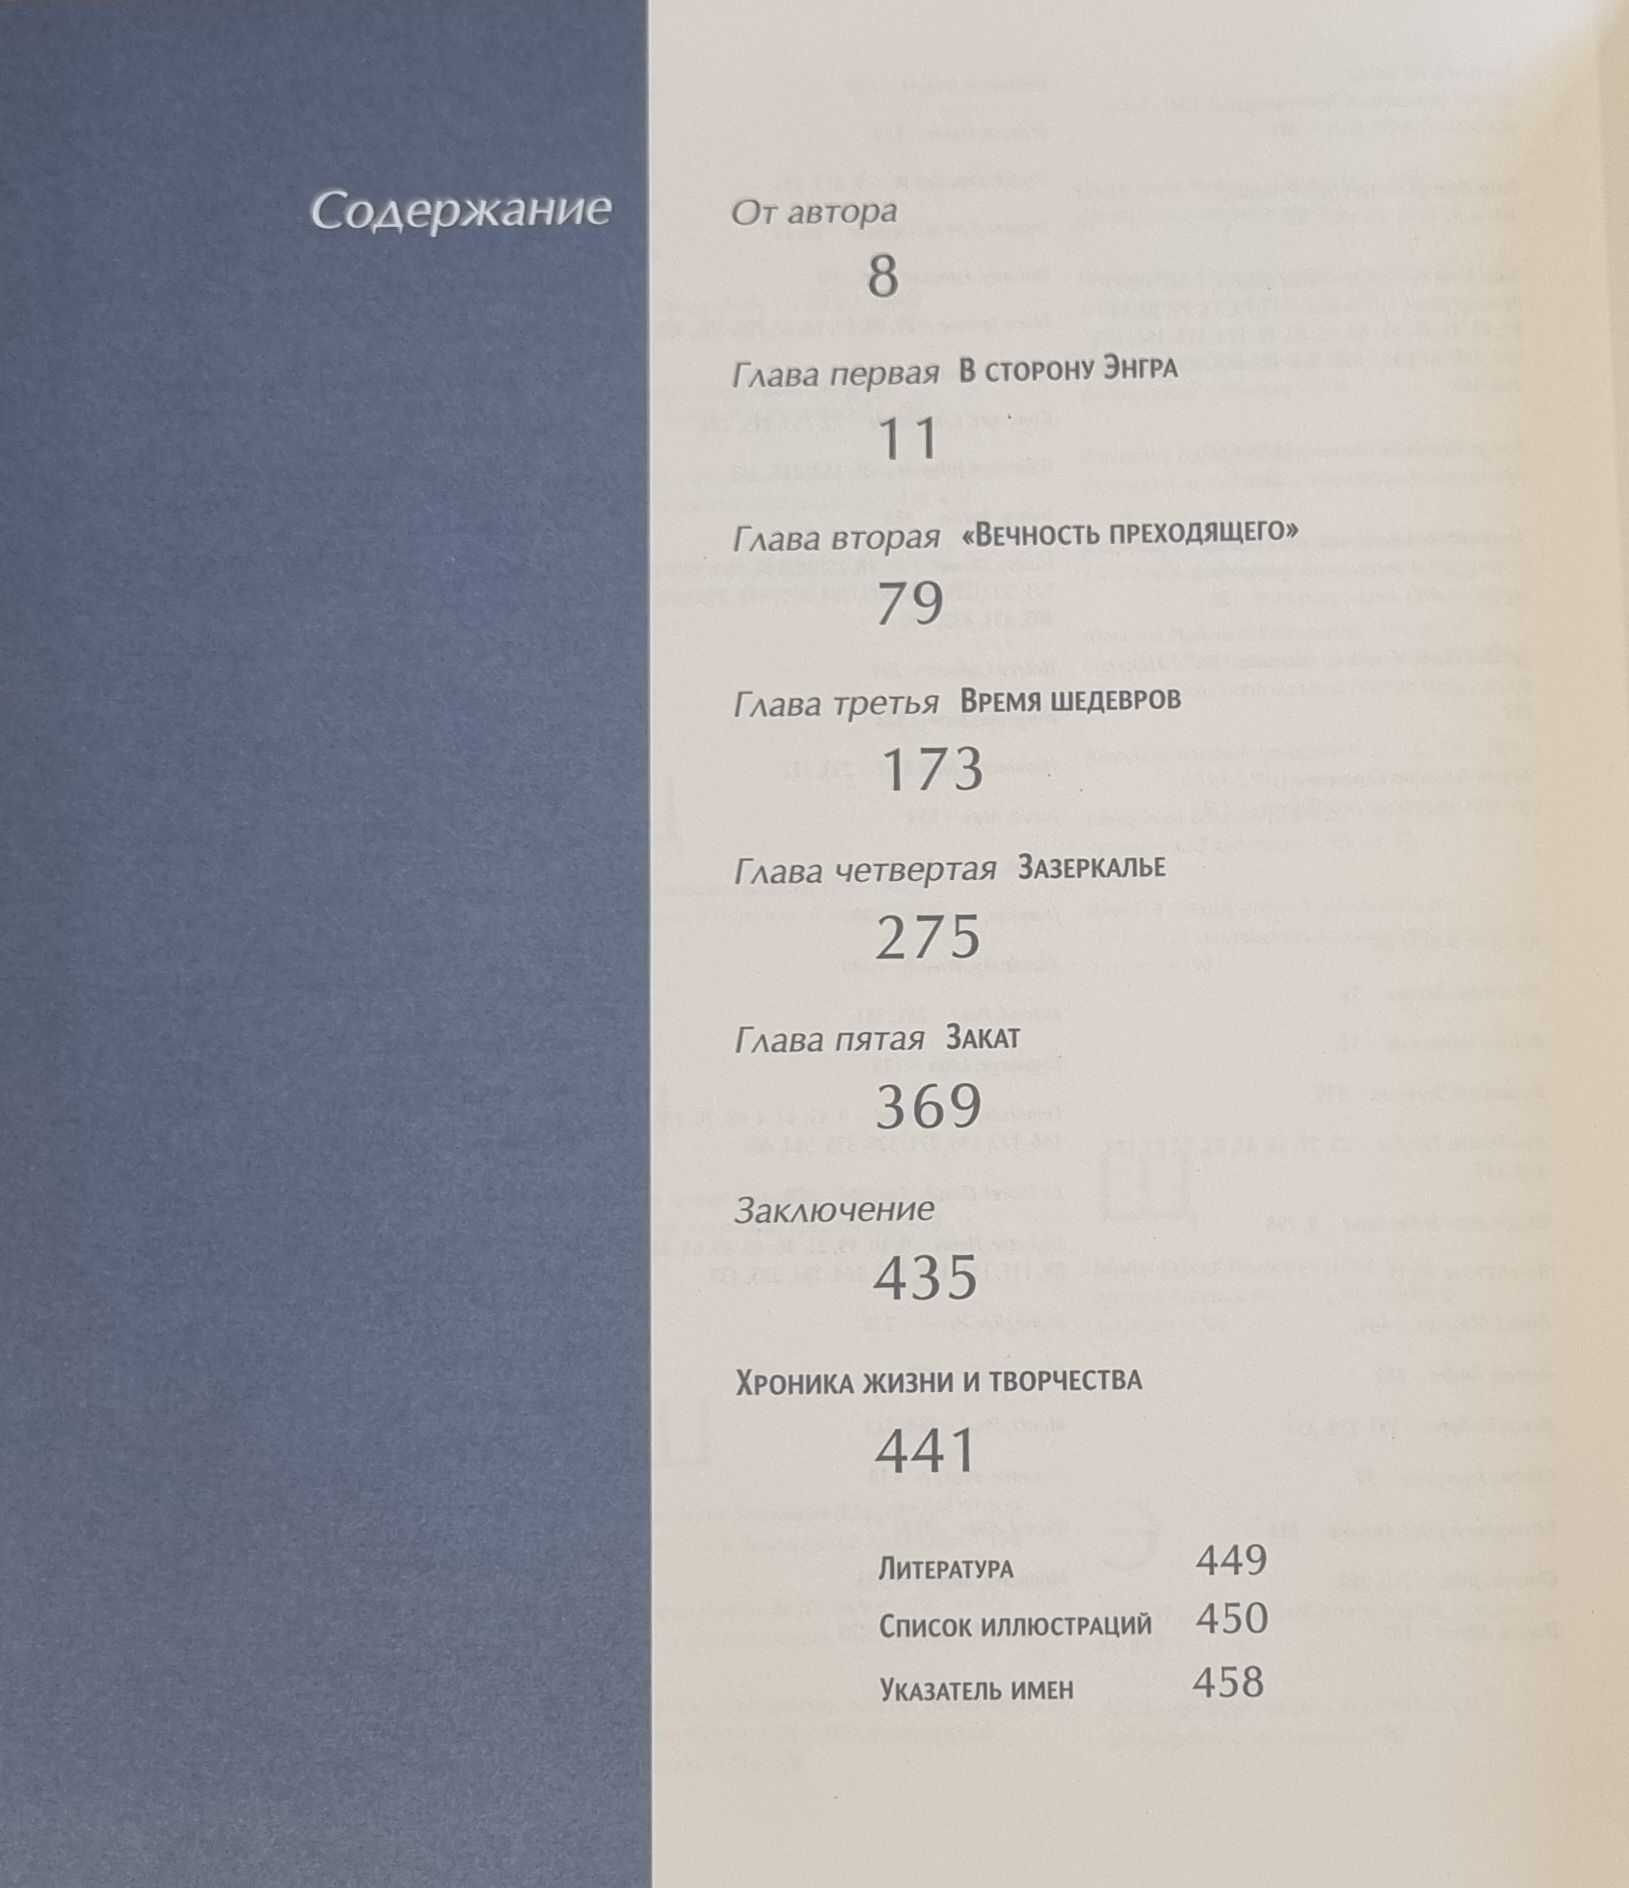 Содержание
От автора
8
Глава первая В сторону Энгра
11
Глава вторая «Вечность преходящего»
79
Глава третья Время шедевров
173
Глава четвертая Зазеркалье
275
Глава пятая Закат
369
Заключение
435
Хроника жизни и творчества
441
Литература 449
Список иллюстраций 450
Указатель имен 458